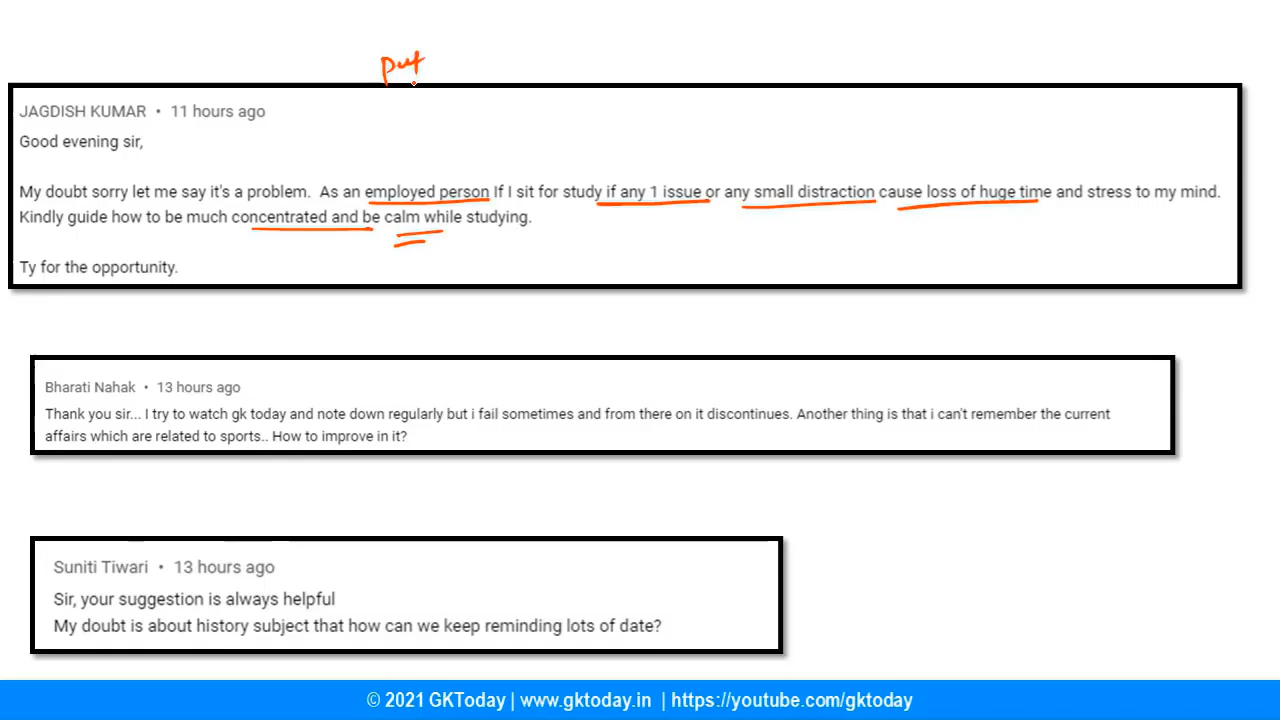 put
JAGDISH KUMAR • 11 hours ago
Good evening sir,
My doubt sorry let me say it's a problem. As an employed person If I sit for study if any 1 issue or any small distraction cause loss of huge time and stress to my mind.
Kindly guide how to be much concentrated and be calm while studying.
Ty for the opportunity.
Bharati Nahak • 13 hours ago
Thank you sir... I try to watch gk today and note down regularly but i fail sometimes and from there on it discontinues. Another thing is that i can't remember the current
affairs which are related to sports.. How to improve in it?
Suniti Tiwari • 13 hours ago
Sir, your suggestion is always helpful
My doubt is about history subject that how can we keep reminding lots of date?
© 2021 GKToday | www.gktoday.in | https://youtube.com/gktoday